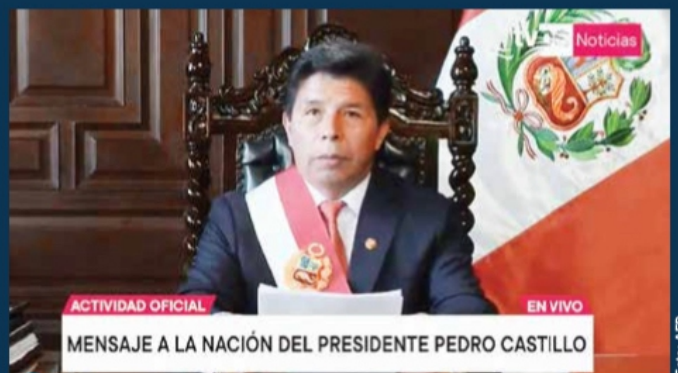 Noticias
ACTIVIDAD OFICIAL
EN VIVO
MENSAJE A LA NACIÓN DEL PRESIDENTE PEDRO CASTILLO